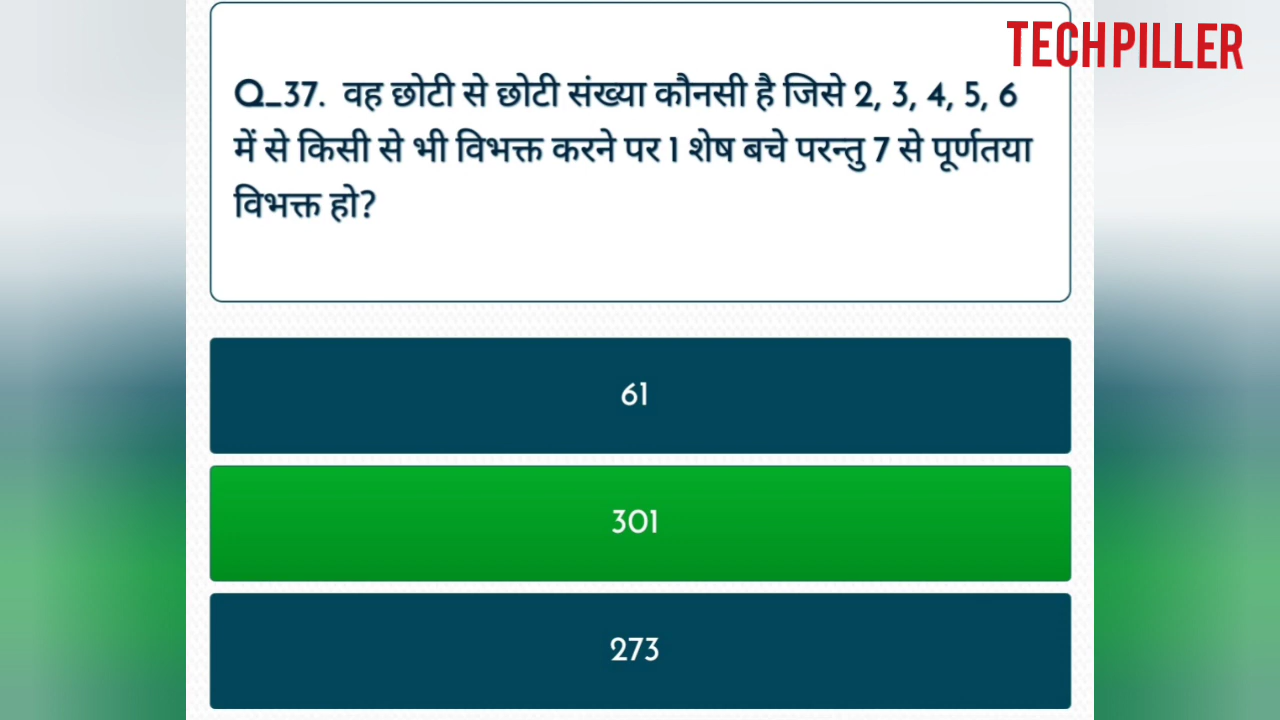 TECHPILLER
Q_37. वह छोटी से छोटी संख्या कौनसी है जिसे 2, 3, 4, 5, 6
में से किसी से भी विभक्त करने पर 1 शेष बचे परन्तु 7 से पूर्णतया
विभक्त हो?
61
301
273